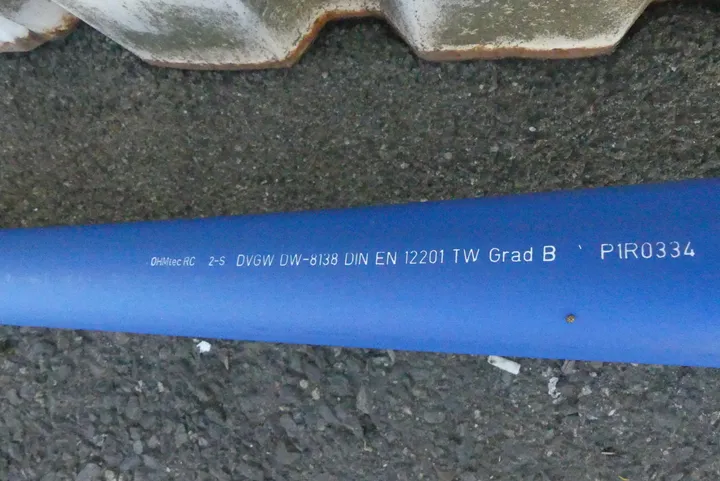 OHMtec RC 2-S DVGW DW-8138 DIN EN 12201 TW Grad B P1R0334